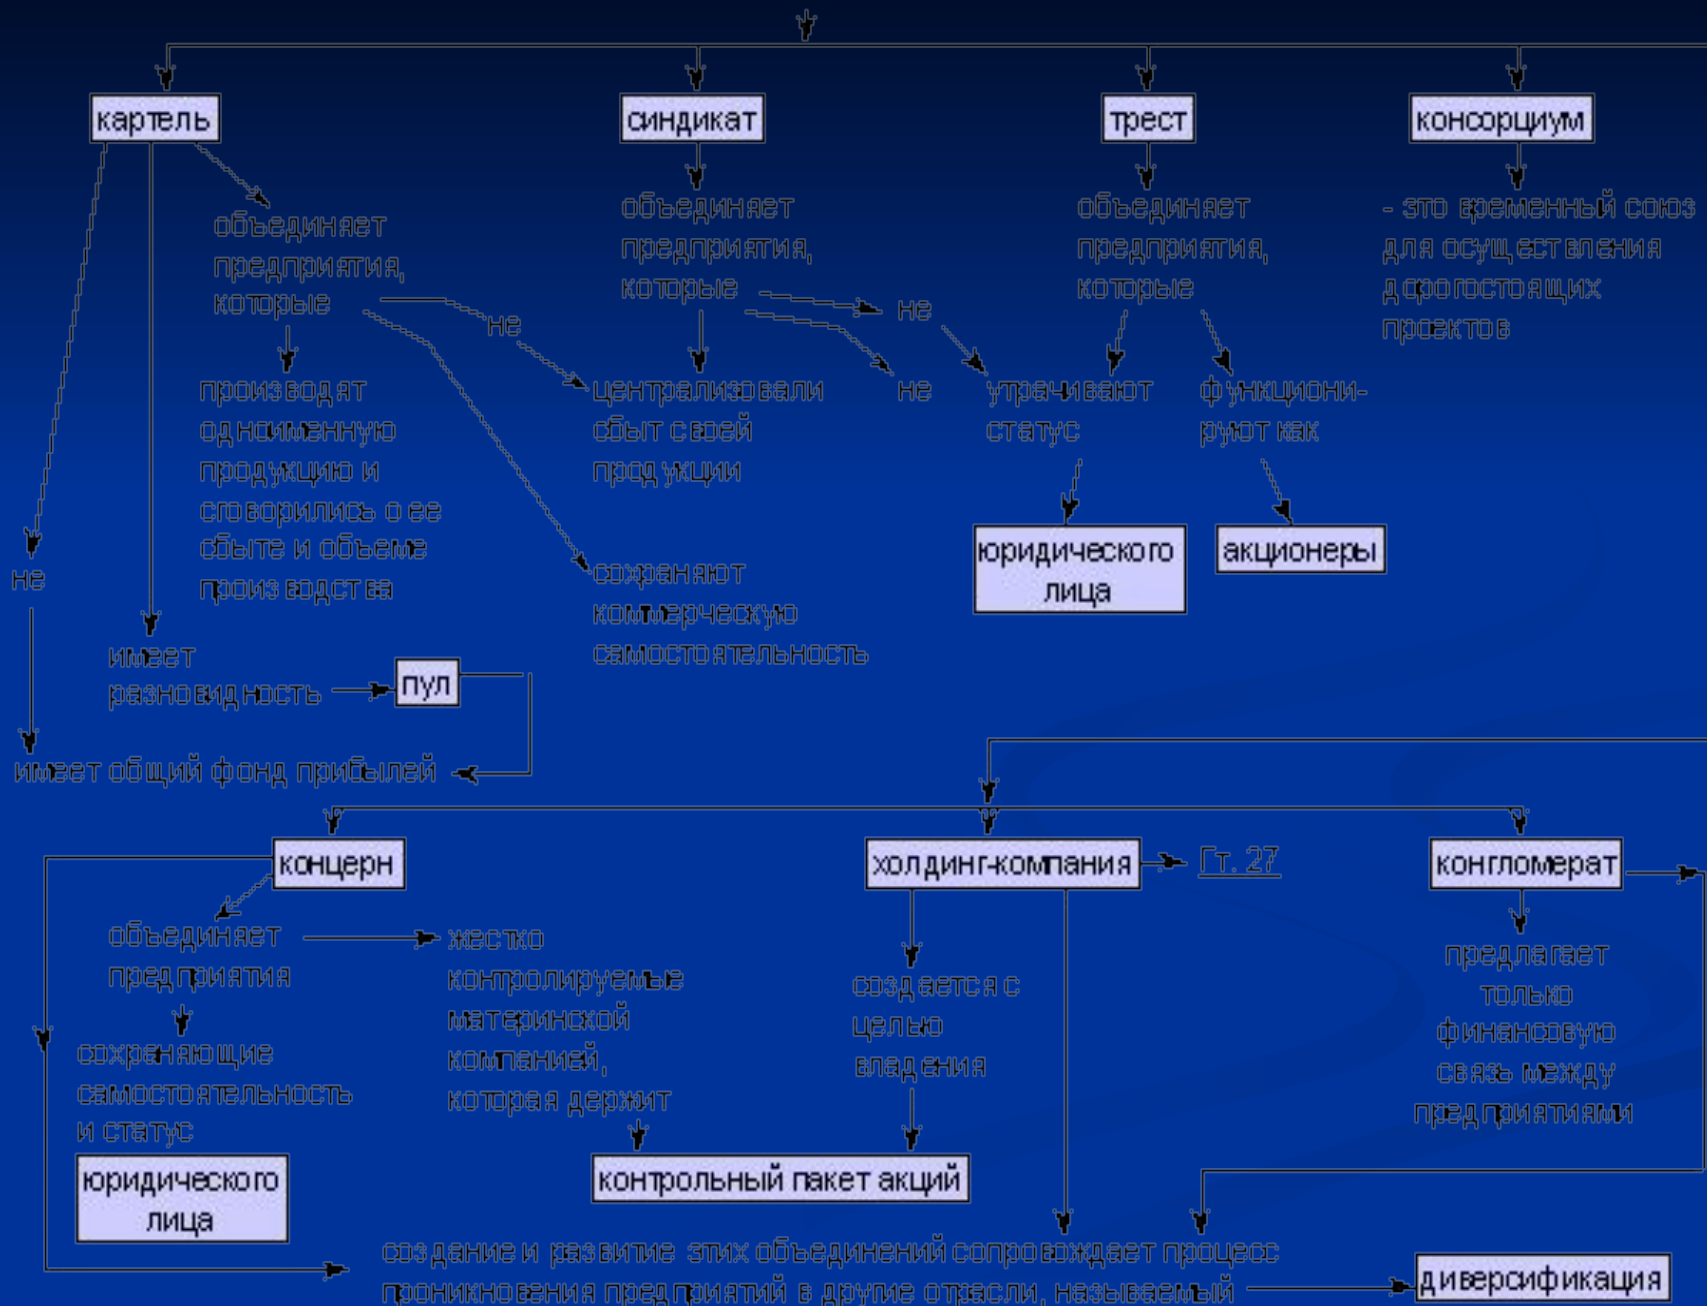 картель
синдикат
трест
консорциум
объединяет
предприятия,
которые
объединяет
предприятия,
которые
объединяет
предприятия,
которые
- это временный союз
для осуществления
дорогостоящих
проектов
не
не
не
производят
одноименную
продукцию и
сговорились о ее
сбыте и объеме
производства
централизовали
сбыт своей
продукции
утрачивают
статус
функциони-
руют как
юридического
лица
акционеры
не
сохраняют
коммерческую
самостоятельность
имеет
разновидность
пул
имеет общий фонд прибылей
концерн
холдинг-компания
Гт. 27
конгломерат
объединяет
предприятия
жестко
контролируемые
материнской
компанией,
которая держит
создается с
целью
владения
предлагает
только
финансовую
связь между
предприятиями
сохраняющие
самостоятельность
и статус
юридического
лица
контрольный пакет акций
создание и развитие этих объединений сопровождает процесс
проникновения предприятий в другие отрасли, называемый
диверсификация